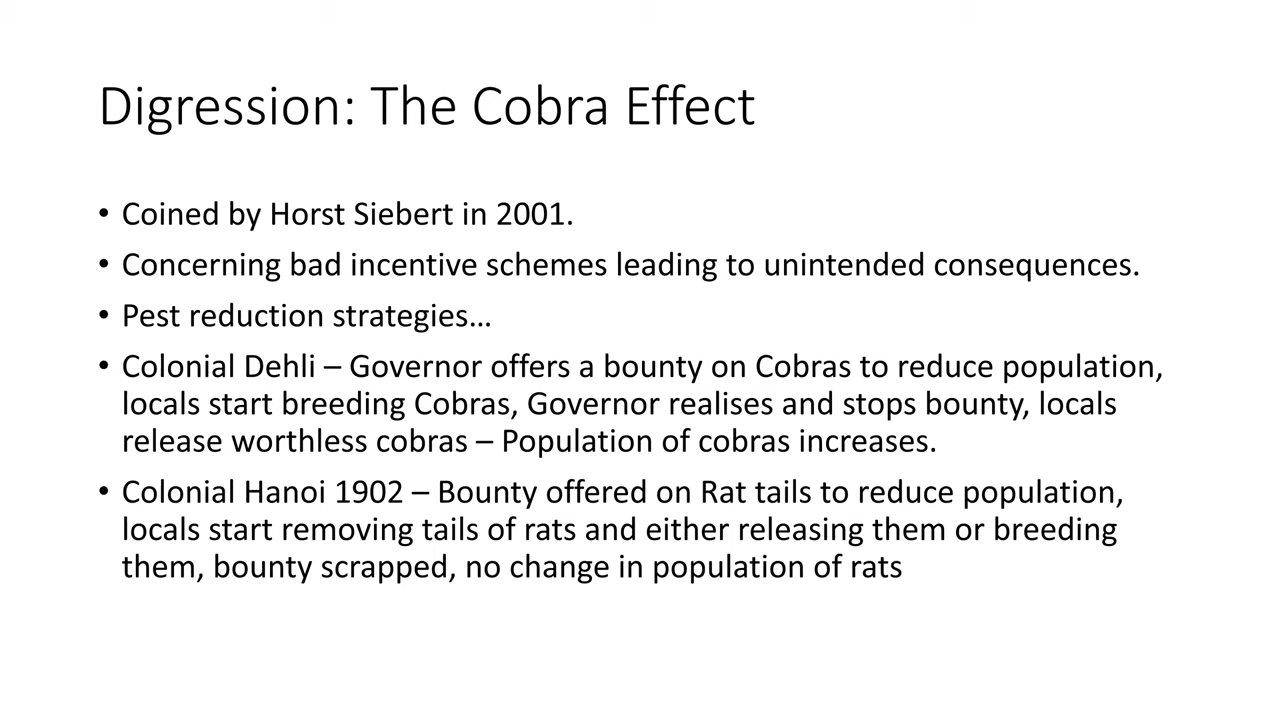 Digression: The Cobra Effect
• Coined by Horst Siebert in 2001.
• Concerning bad incentive schemes leading to unintended consequences.
• Pest reduction strategies…
• Colonial Dehli – Governor offers a bounty on Cobras to reduce population,
locals start breeding Cobras, Governor realises and stops bounty, locals
release worthless cobras – Population of cobras increases.
• Colonial Hanoi 1902 – Bounty offered on Rat tails to reduce population,
locals start removing tails of rats and either releasing them or breeding
them, bounty scrapped, no change in population of rats